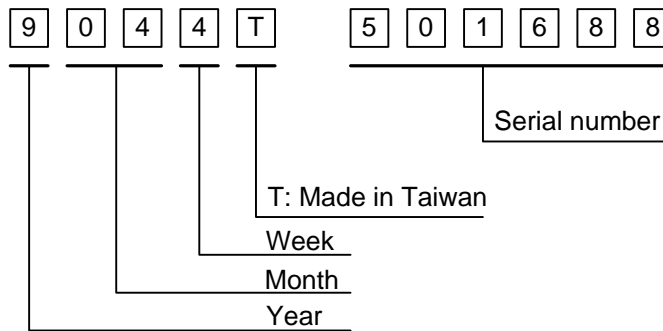 9 0 4 4 T 5 0 1 6 8 8
Serial number
T: Made in Taiwan
Week
Month
Year